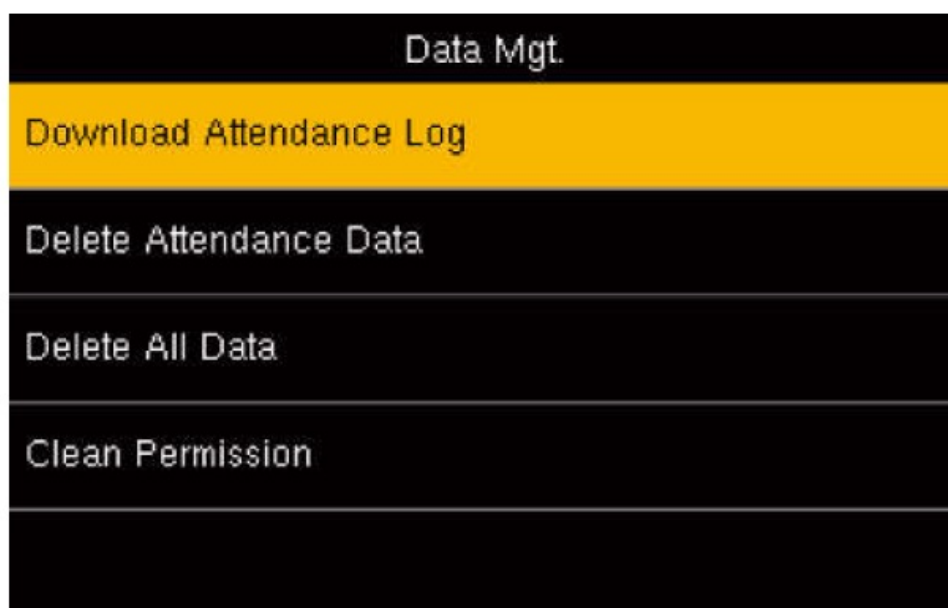 Data Mgt.
Download Attendance Log
Delete Attendance Data
Delete All Data
Clean Permission